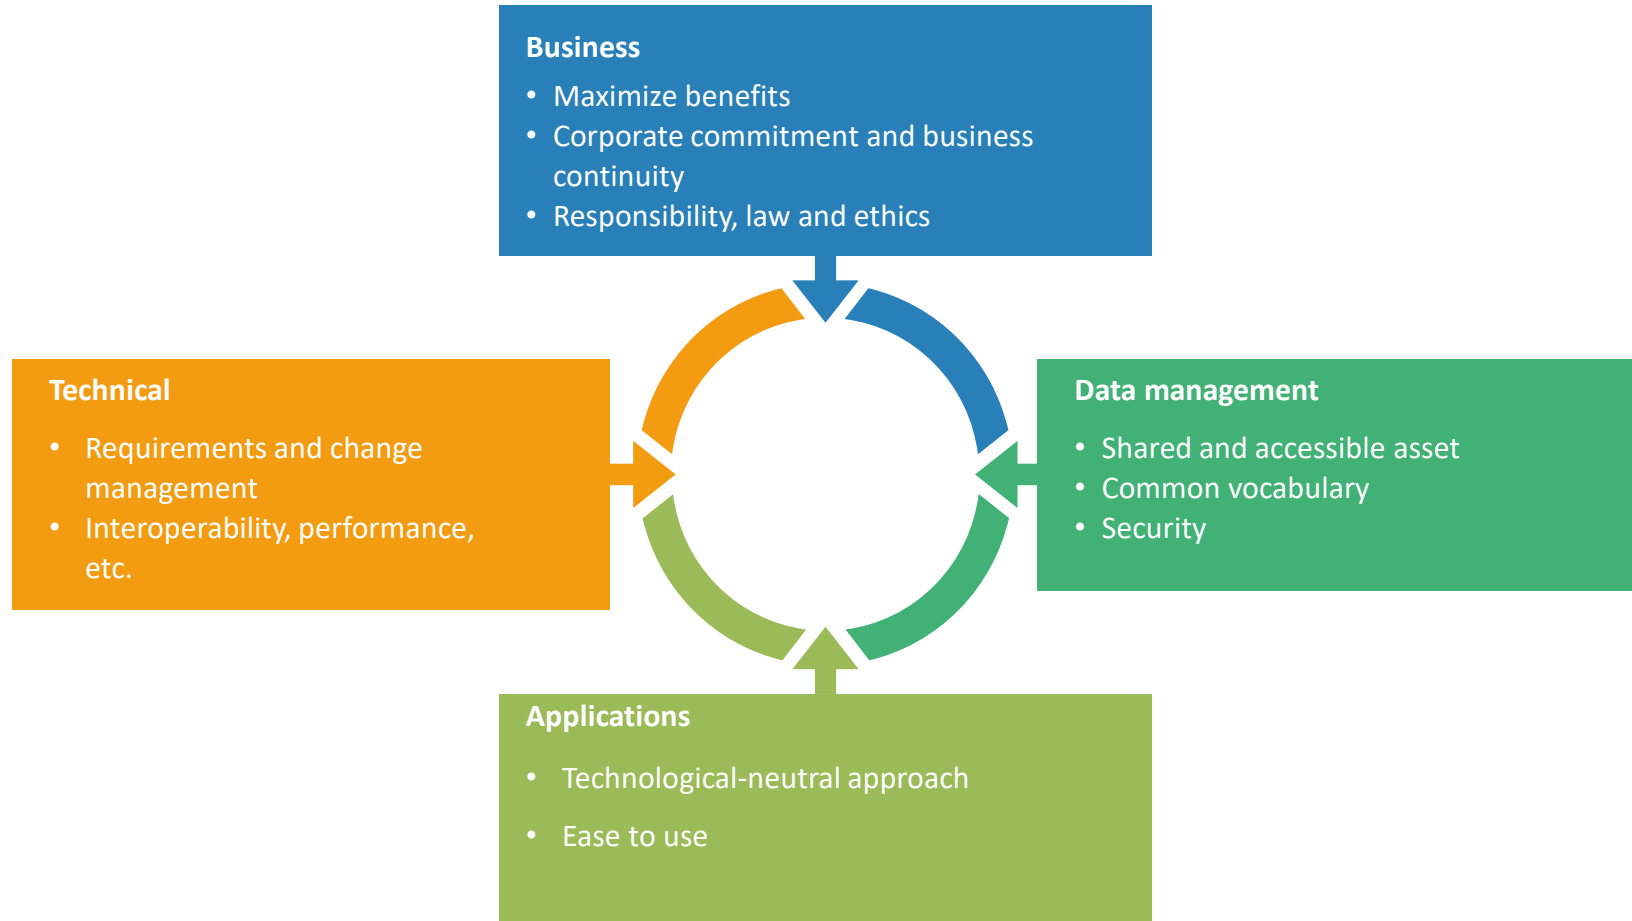 Business
• Maximize benefits
• Corporate commitment and business
continuity
• Responsibility, law and ethics
Technical
• Requirements and change
management
• Interoperability, performance,
etc.
Data management
• Shared and accessible asset
• Common vocabulary
• Security
Applications
• Technological-neutral approach
• Ease to use